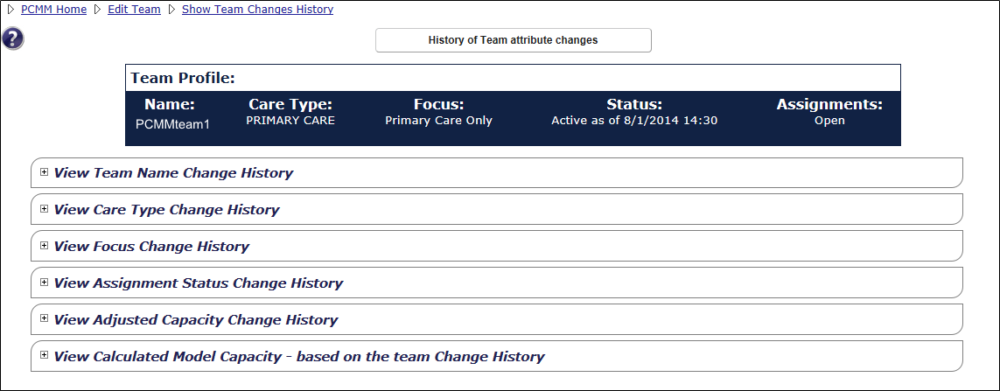 PCMM Home Edit Team Show Team Changes History
?
History of Team attribute changes
Team Profile:
Name: Care Type: Focus: Status: Assignments:
PCMMteam1 PRIMARY CARE Primary Care Only Active as of 8/1/2014 14:30 Open
View Team Name Change History
View Care Type Change History
View Focus Change History
View Assignment Status Change History
View Adjusted Capacity Change History
View Calculated Model Capacity - based on the team Change History